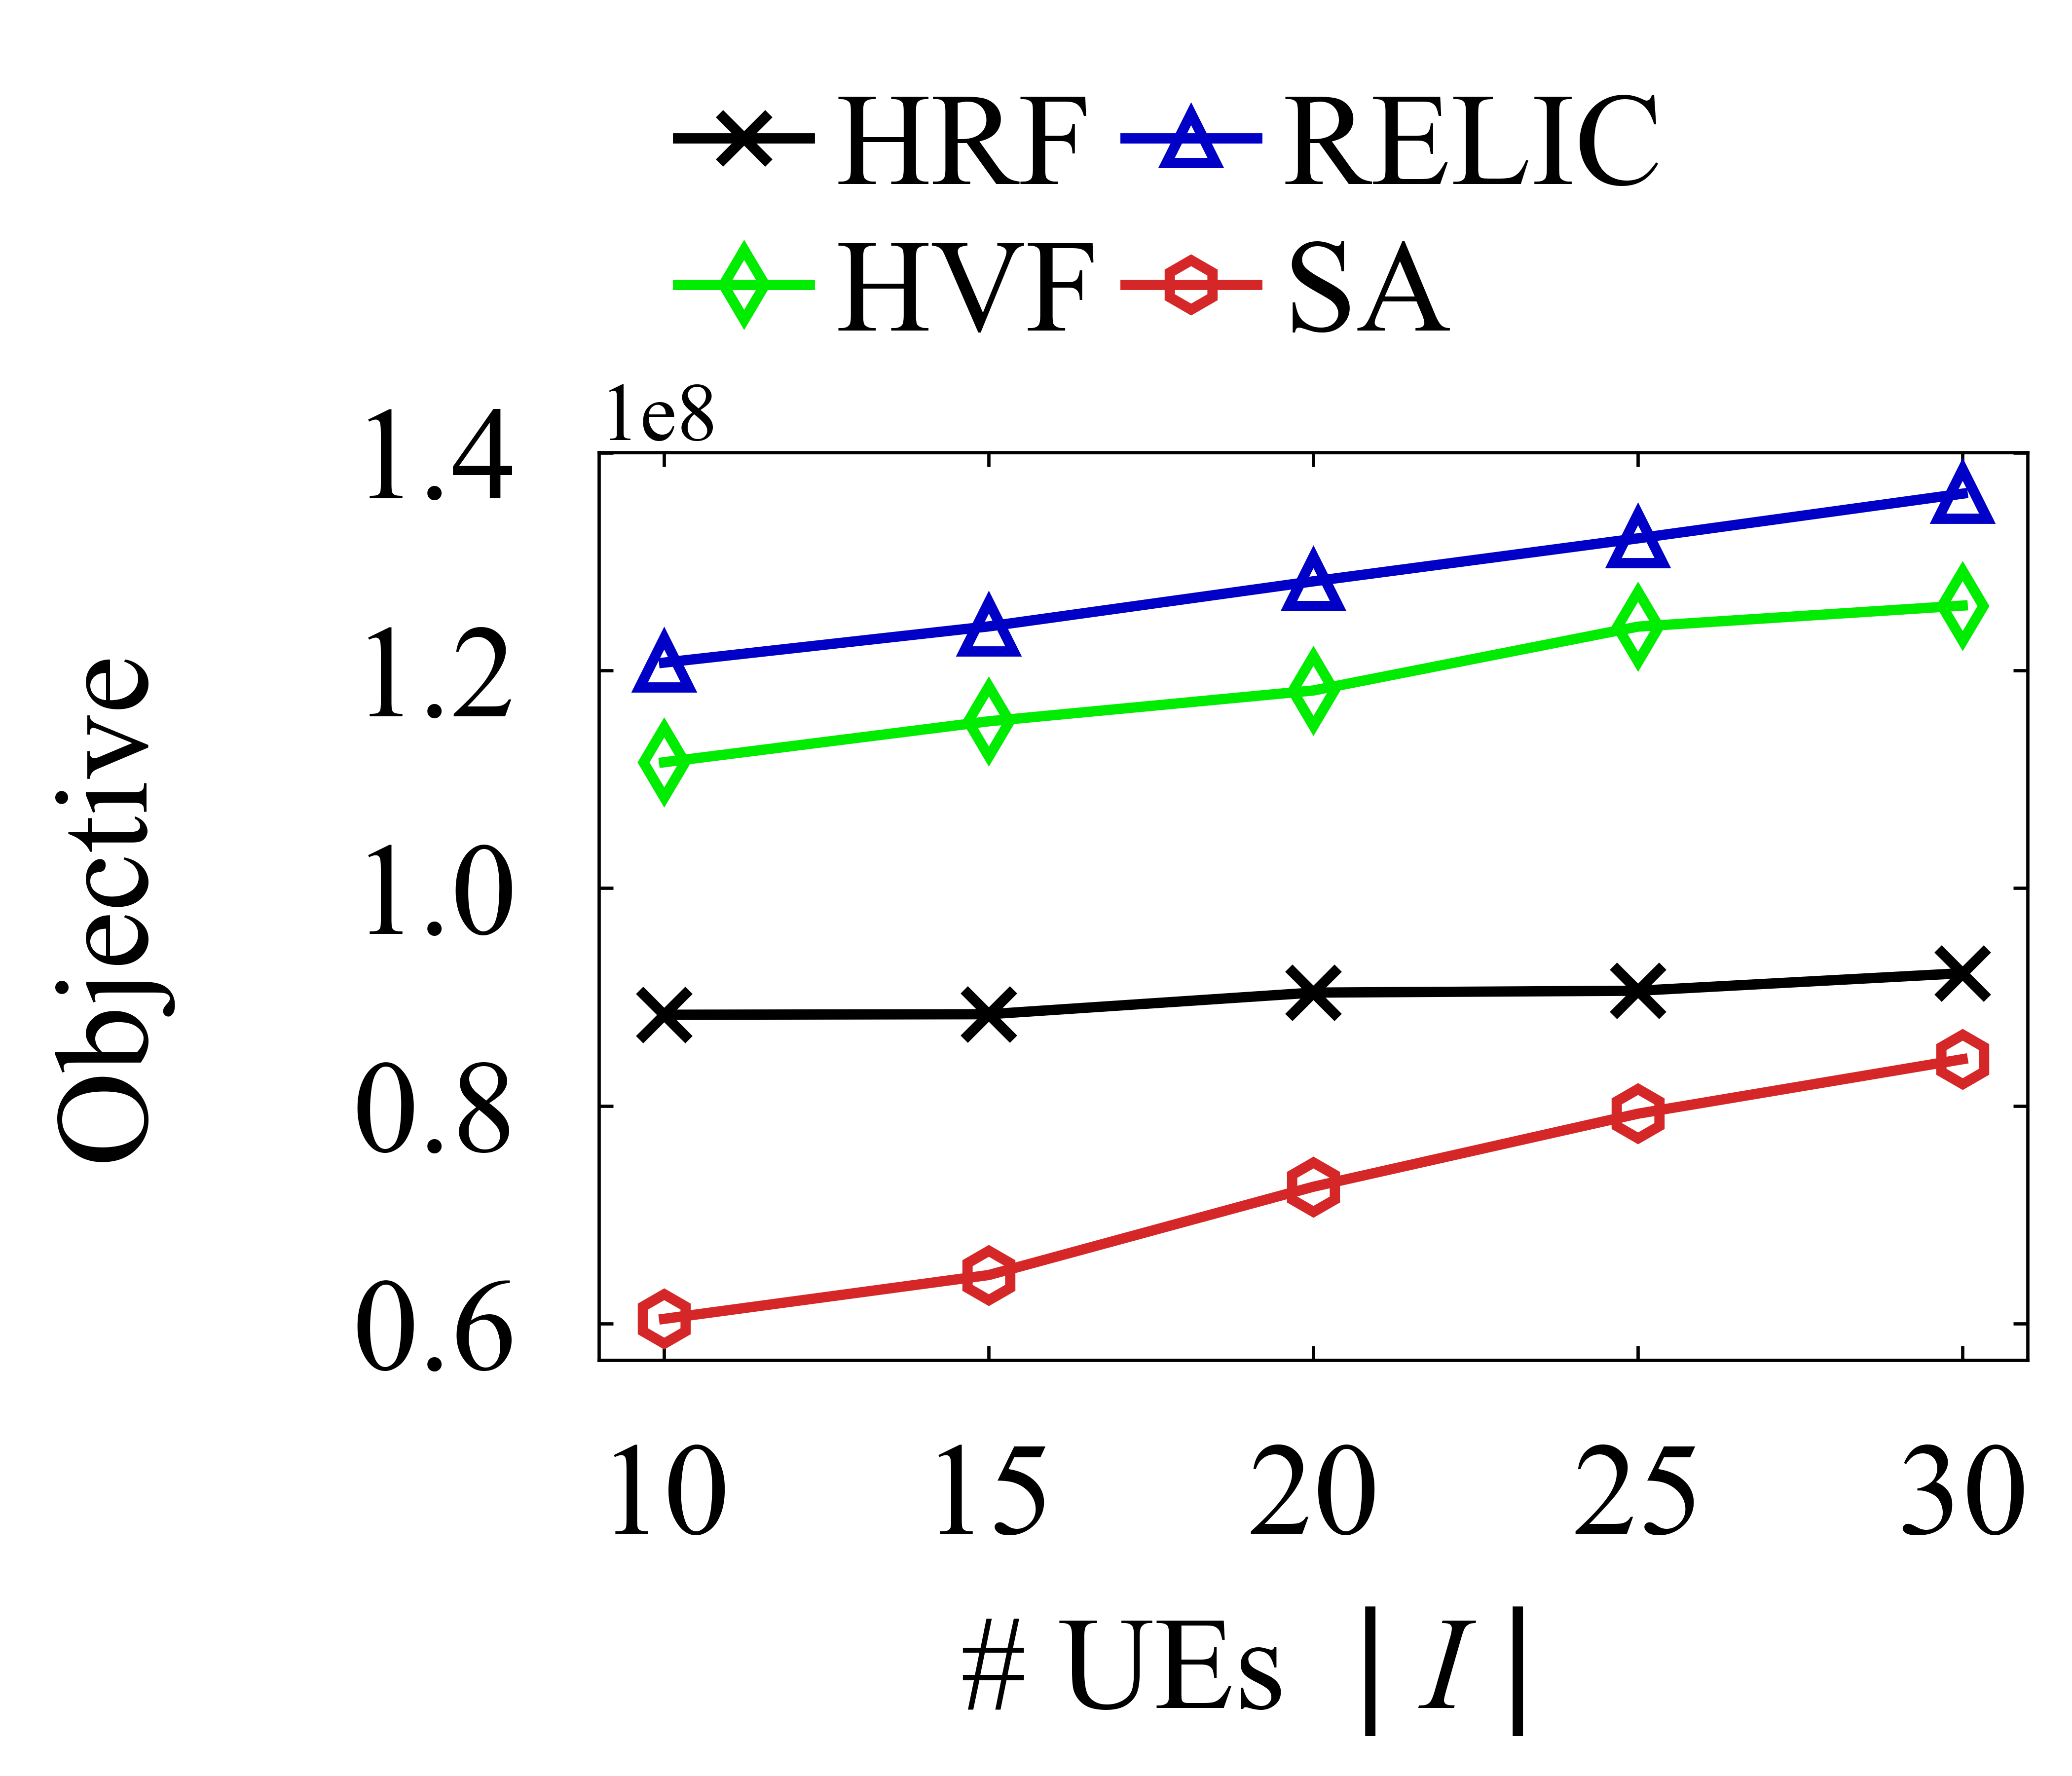 HRF RELIC
HVF SA
1e8
1.4
1.2
1.0
0.8
0.6
Objective
10 15 20 25 30
# UEs | I |